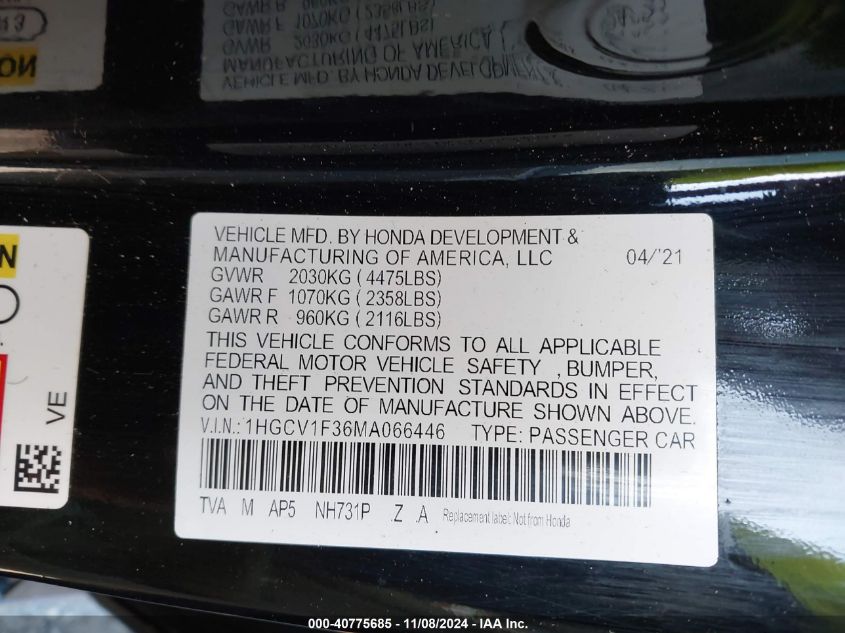 VEHICLE MFD. BY HONDA DEVELOPMENT &
MANUFACTURING OF AMERICA, LLC 04/'21
GVWR 2030KG ( 4475LBS)
GAWR F 1070KG ( 2358LBS)
GAWR R 960KG ( 2116LBS)
THIS VEHICLE CONFORMS TO ALL APPLICABLE
FEDERAL MOTOR VEHICLE SAFETY , BUMPER,
AND THEFT PREVENTION STANDARDS IN EFFECT
ON THE DATE OF MANUFACTURE SHOWN ABOVE.
V.I.N.: 1HGCV1F36MA066446 TYPE: PASSENGER CAR
TVA M AP5 NH731P .Z .A Replacement label: Not from Honda
VE
000-40775685 - 11/08/2024 - IAA Inc.